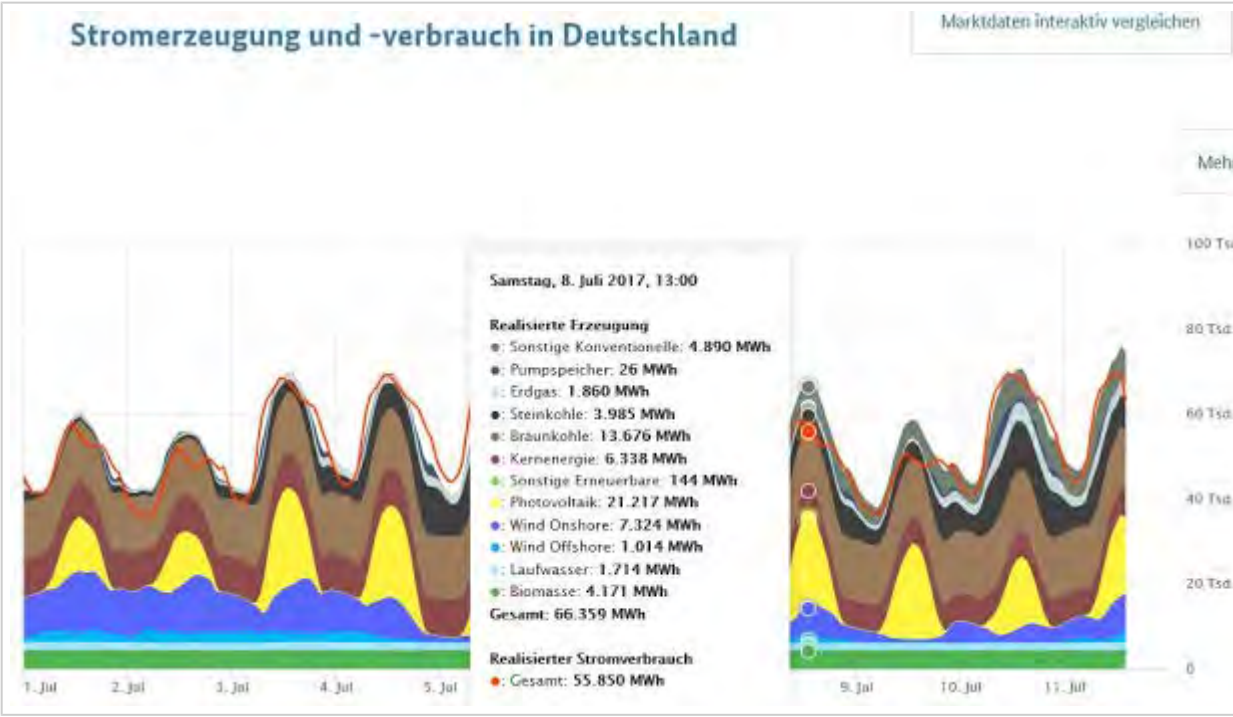 Stromerzeugung und -verbrauch in Deutschland
Marktdaten interaktiv vergleichen
Meh
100 Ts
80 Tsd
60 Tsd
40 Tsd
20 Tsd
0
Samstag, 8. Juli 2017, 13:00
Realisierte Erzeugung
●: Sonstige Konventionelle: 4.890 MWh
●: Pumpspeicher: 26 MWh
●: Erdgas: 1.860 MWh
●: Steinkohle: 3.985 MWh
●: Braunkohle: 13.676 MWh
●: Kernenergie: 6.338 MWh
●: Sonstige Erneuerbare: 144 MWh
●: Photovoltaik: 21.217 MWh
●: Wind Onshore: 7.324 MWh
●: Wind Offshore: 1.014 MWh
●: Laufwasser: 1.714 MWh
●: Biomasse: 4.171 MWh
Gesamt: 66.359 MWh
Realisierter Stromverbrauch
●: Gesamt: 55.850 MWh
1. Jul 2. Jul 3. Jul 4. Jul 5. Jul 9. Jul 10. Jul 11. Jul